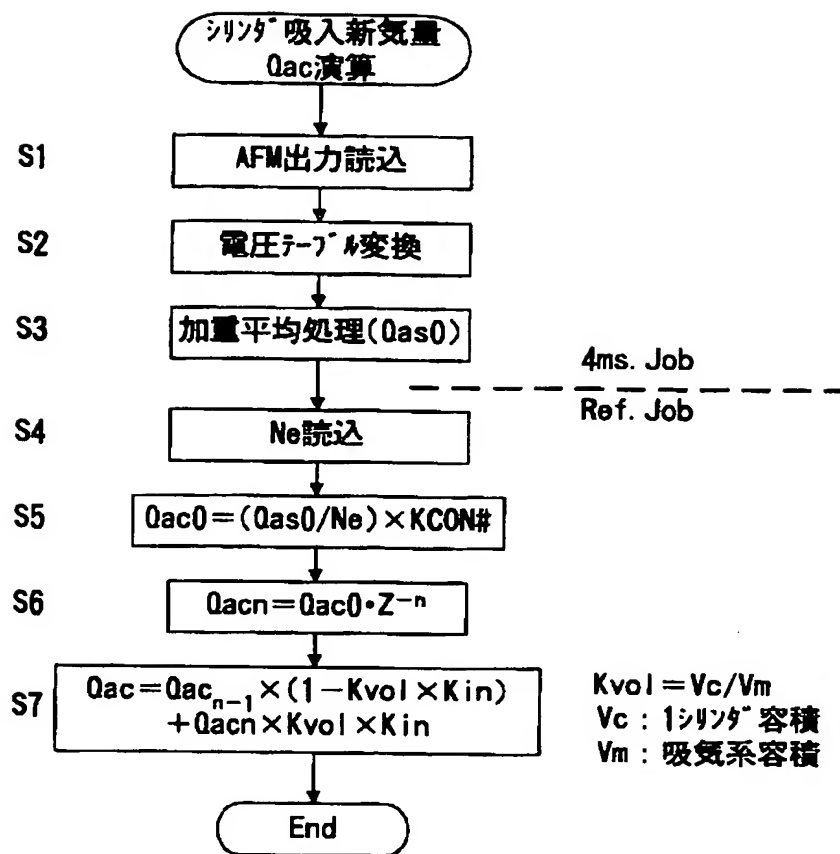 ｼﾘﾝﾀﾞ吸入新気量
Qac演算
S1
AFM出力読込
S2
電圧ﾃｰﾌﾞﾙ変換
S3
加重平均処理(Qas0)
4ms. Job
Ref. Job
S4
Ne読込
S5
Qac0=(Qas0/Ne)×KCON#
S6
Qacn=Qac0・Z⁻ⁿ
S7
Qac=Qacₙ₋₁×(1-Kvol×Kin)
+Qacn×Kvol×Kin
Kvol=Vc/Vm
Vc：1ｼﾘﾝﾀﾞ容積
Vm：吸気系容積
End